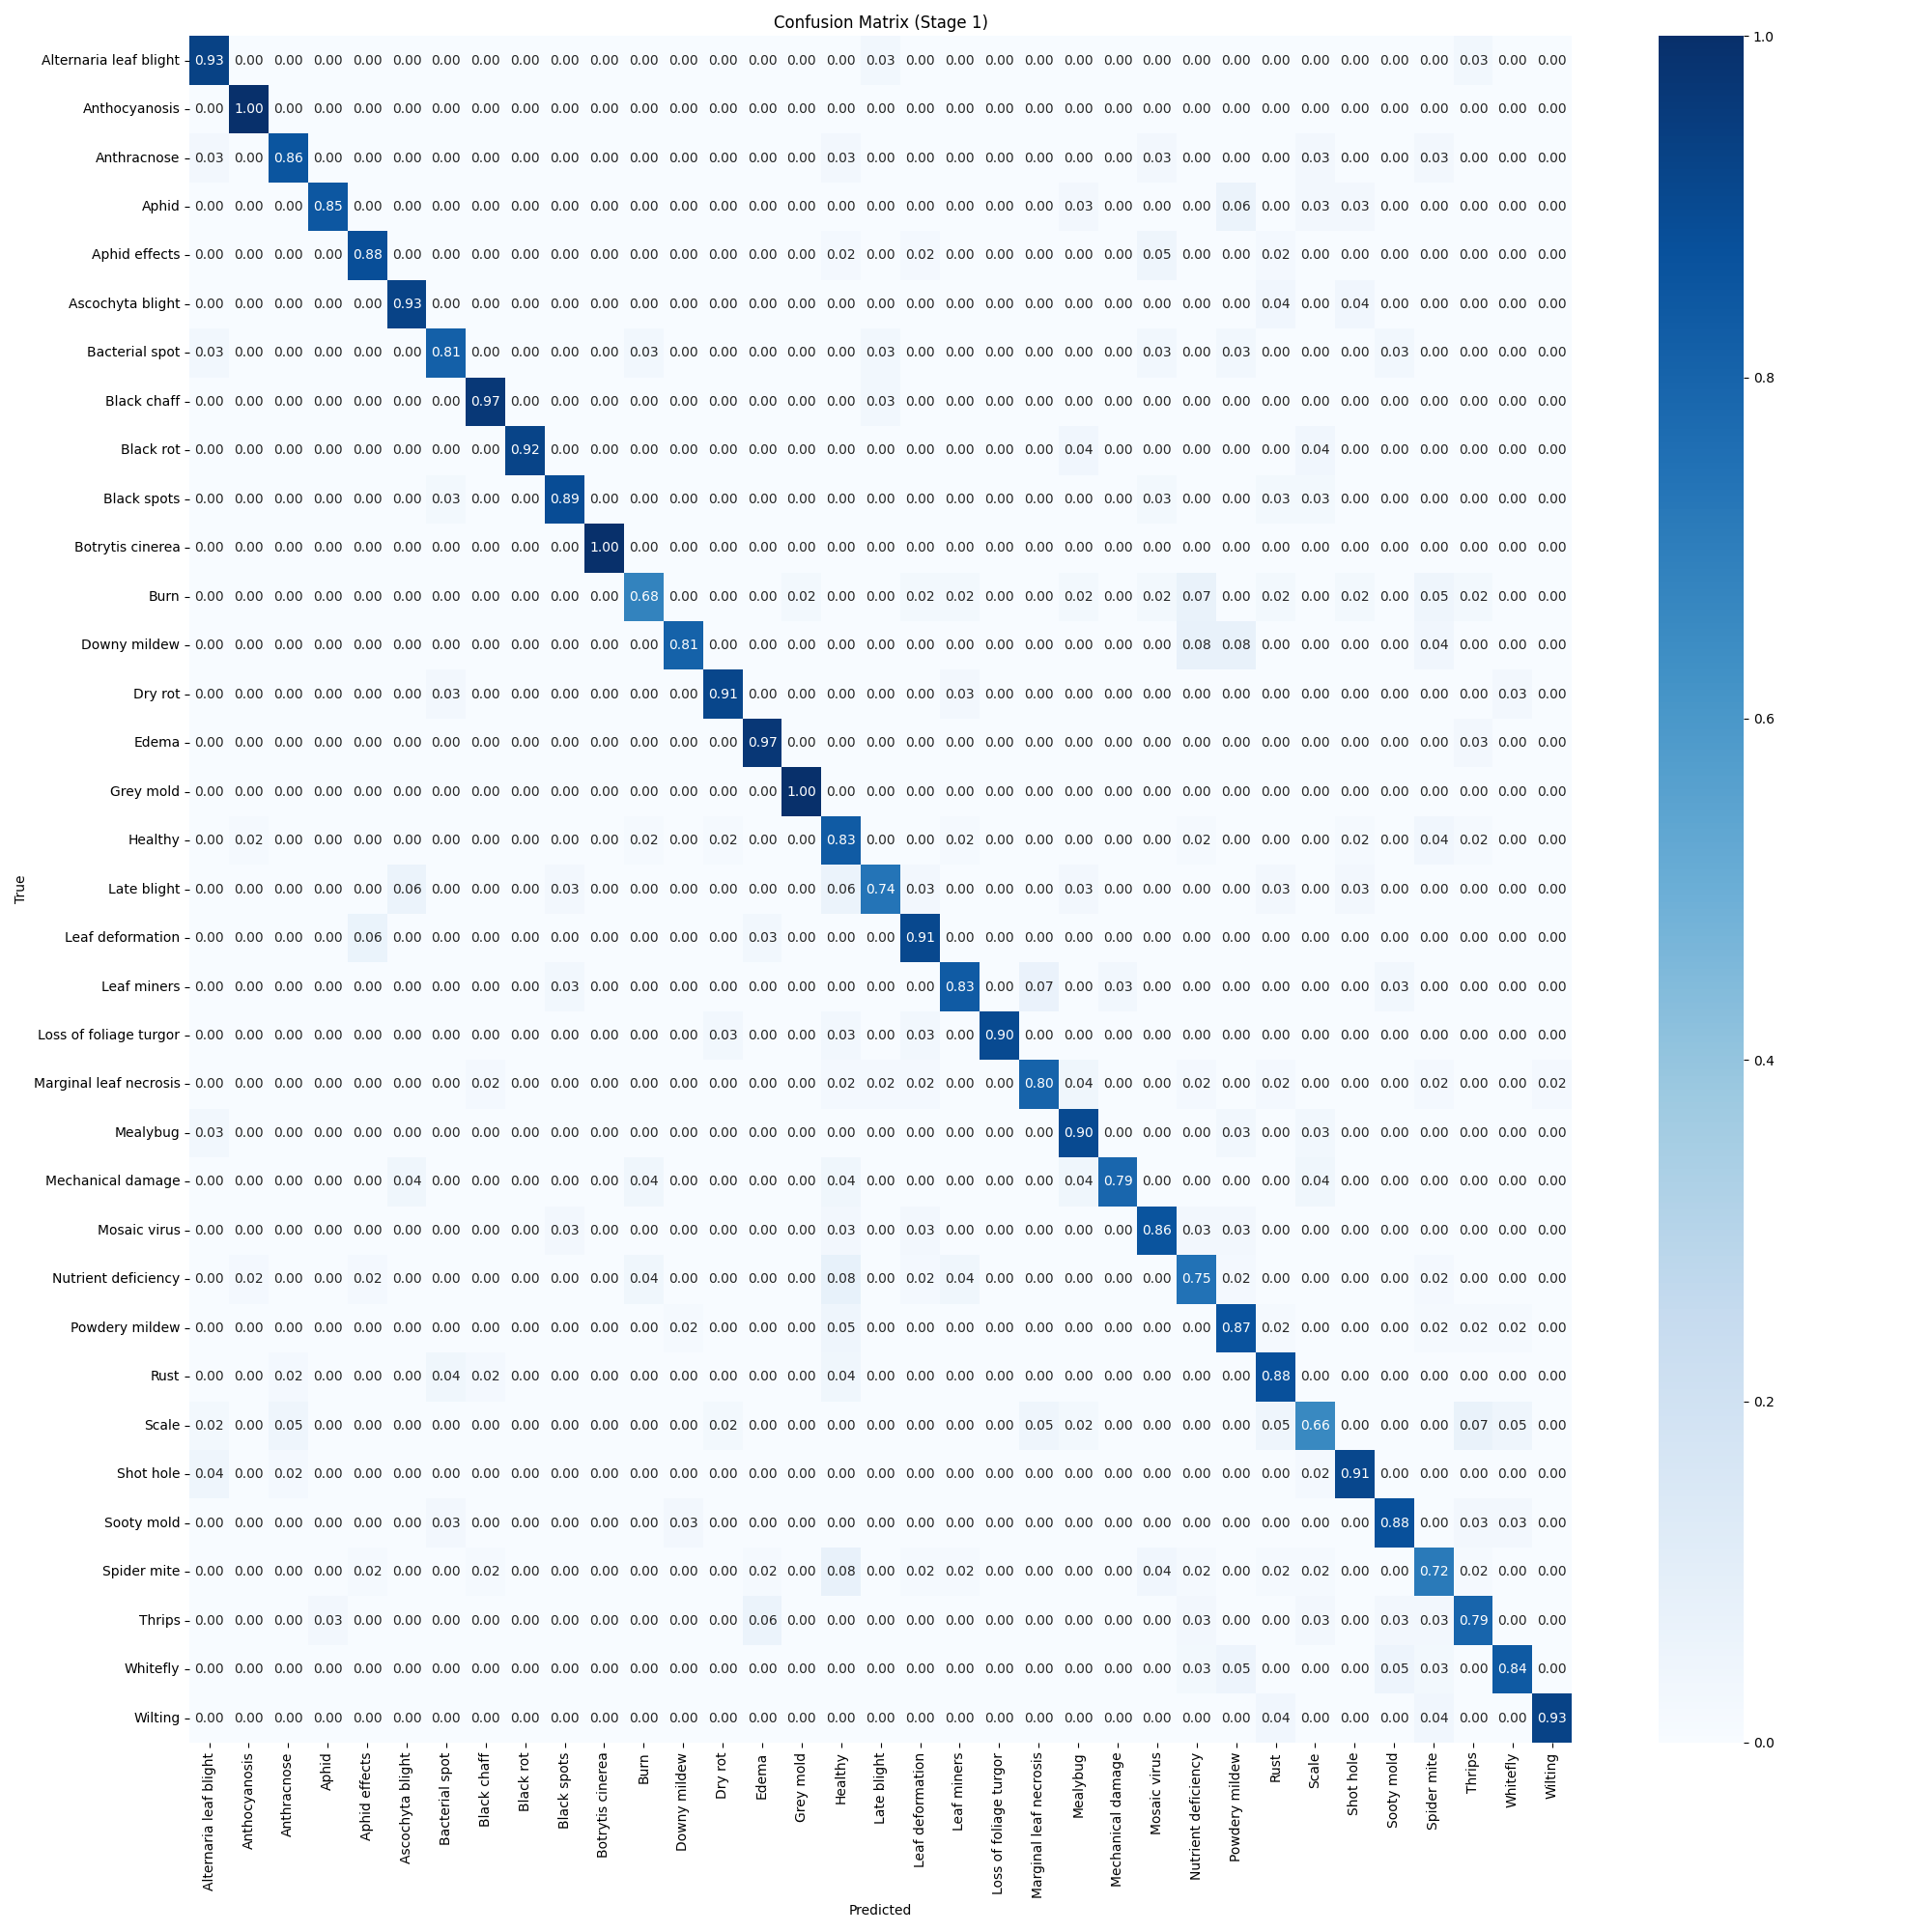 Confusion Matrix (Stage 1)
Alternaria leaf blight 0.93 0.00 0.00 0.00 0.00 0.00 0.00 0.00 0.00 0.00 0.00 0.00 0.00 0.00 0.00 0.00 0.00 0.03 0.00 0.00 0.00 0.00 0.00 0.00 0.00 0.00 0.00 0.00 0.00 0.00 0.00 0.00 0.03 0.00 0.00
Anthocyanosis 0.00 1.00 0.00 0.00 0.00 0.00 0.00 0.00 0.00 0.00 0.00 0.00 0.00 0.00 0.00 0.00 0.00 0.00 0.00 0.00 0.00 0.00 0.00 0.00 0.00 0.00 0.00 0.00 0.00 0.00 0.00 0.00 0.00 0.00 0.00
Anthracnose 0.03 0.00 0.86 0.00 0.00 0.00 0.00 0.00 0.00 0.00 0.00 0.00 0.00 0.00 0.00 0.00 0.03 0.00 0.00 0.00 0.00 0.00 0.00 0.00 0.03 0.00 0.00 0.00 0.03 0.00 0.00 0.03 0.00 0.00 0.00
Aphid 0.00 0.00 0.00 0.85 0.00 0.00 0.00 0.00 0.00 0.00 0.00 0.00 0.00 0.00 0.00 0.00 0.00 0.00 0.00 0.00 0.00 0.00 0.03 0.00 0.00 0.00 0.06 0.00 0.03 0.03 0.00 0.00 0.00 0.00 0.00
Aphid effects 0.00 0.00 0.00 0.00 0.88 0.00 0.00 0.00 0.00 0.00 0.00 0.00 0.00 0.00 0.00 0.00 0.02 0.00 0.02 0.00 0.00 0.00 0.00 0.00 0.05 0.00 0.00 0.02 0.00 0.00 0.00 0.00 0.00 0.00 0.00
Ascochyta blight 0.00 0.00 0.00 0.00 0.00 0.93 0.00 0.00 0.00 0.00 0.00 0.00 0.00 0.00 0.00 0.00 0.00 0.00 0.00 0.00 0.00 0.00 0.00 0.00 0.00 0.00 0.00 0.04 0.00 0.04 0.00 0.00 0.00 0.00 0.00
Bacterial spot 0.03 0.00 0.00 0.00 0.00 0.00 0.81 0.00 0.00 0.00 0.00 0.03 0.00 0.00 0.00 0.00 0.00 0.03 0.00 0.00 0.00 0.00 0.00 0.00 0.03 0.00 0.03 0.00 0.00 0.00 0.03 0.00 0.00 0.00 0.00
Black chaff 0.00 0.00 0.00 0.00 0.00 0.00 0.00 0.97 0.00 0.00 0.00 0.00 0.00 0.00 0.00 0.00 0.00 0.03 0.00 0.00 0.00 0.00 0.00 0.00 0.00 0.00 0.00 0.00 0.00 0.00 0.00 0.00 0.00 0.00 0.00
Black rot 0.00 0.00 0.00 0.00 0.00 0.00 0.00 0.00 0.92 0.00 0.00 0.00 0.00 0.00 0.00 0.00 0.00 0.00 0.00 0.00 0.00 0.00 0.04 0.00 0.00 0.00 0.00 0.00 0.04 0.00 0.00 0.00 0.00 0.00 0.00
Black spots 0.00 0.00 0.00 0.00 0.00 0.00 0.03 0.00 0.00 0.89 0.00 0.00 0.00 0.00 0.00 0.00 0.00 0.00 0.00 0.00 0.00 0.00 0.00 0.00 0.03 0.00 0.00 0.03 0.03 0.00 0.00 0.00 0.00 0.00 0.00
Botrytis cinerea 0.00 0.00 0.00 0.00 0.00 0.00 0.00 0.00 0.00 0.00 1.00 0.00 0.00 0.00 0.00 0.00 0.00 0.00 0.00 0.00 0.00 0.00 0.00 0.00 0.00 0.00 0.00 0.00 0.00 0.00 0.00 0.00 0.00 0.00 0.00
Burn 0.00 0.00 0.00 0.00 0.00 0.00 0.00 0.00 0.00 0.00 0.00 0.68 0.00 0.00 0.00 0.02 0.00 0.00 0.02 0.02 0.00 0.00 0.02 0.00 0.02 0.07 0.00 0.02 0.00 0.02 0.00 0.05 0.02 0.00 0.00
Downy mildew 0.00 0.00 0.00 0.00 0.00 0.00 0.00 0.00 0.00 0.00 0.00 0.00 0.81 0.00 0.00 0.00 0.00 0.00 0.00 0.00 0.00 0.00 0.00 0.00 0.00 0.08 0.08 0.00 0.00 0.00 0.00 0.04 0.00 0.00 0.00
Dry rot 0.00 0.00 0.00 0.00 0.00 0.00 0.03 0.00 0.00 0.00 0.00 0.00 0.00 0.91 0.00 0.00 0.00 0.00 0.00 0.03 0.00 0.00 0.00 0.00 0.00 0.00 0.00 0.00 0.00 0.00 0.00 0.00 0.00 0.03 0.00
Edema 0.00 0.00 0.00 0.00 0.00 0.00 0.00 0.00 0.00 0.00 0.00 0.00 0.00 0.00 0.97 0.00 0.00 0.00 0.00 0.00 0.00 0.00 0.00 0.00 0.00 0.00 0.00 0.00 0.00 0.00 0.00 0.00 0.03 0.00 0.00
Grey mold 0.00 0.00 0.00 0.00 0.00 0.00 0.00 0.00 0.00 0.00 0.00 0.00 0.00 0.00 0.00 1.00 0.00 0.00 0.00 0.00 0.00 0.00 0.00 0.00 0.00 0.00 0.00 0.00 0.00 0.00 0.00 0.00 0.00 0.00 0.00
Healthy 0.00 0.02 0.00 0.00 0.00 0.00 0.00 0.00 0.00 0.00 0.00 0.02 0.00 0.02 0.00 0.00 0.83 0.00 0.00 0.02 0.00 0.00 0.00 0.00 0.00 0.02 0.00 0.00 0.00 0.02 0.00 0.04 0.02 0.00 0.00
Late blight 0.00 0.00 0.00 0.00 0.00 0.06 0.00 0.00 0.00 0.03 0.00 0.00 0.00 0.00 0.00 0.00 0.06 0.74 0.03 0.00 0.00 0.00 0.03 0.00 0.00 0.00 0.00 0.03 0.00 0.03 0.00 0.00 0.00 0.00 0.00
Leaf deformation 0.00 0.00 0.00 0.00 0.06 0.00 0.00 0.00 0.00 0.00 0.00 0.00 0.00 0.00 0.03 0.00 0.00 0.00 0.91 0.00 0.00 0.00 0.00 0.00 0.00 0.00 0.00 0.00 0.00 0.00 0.00 0.00 0.00 0.00 0.00
Leaf miners 0.00 0.00 0.00 0.00 0.00 0.00 0.00 0.00 0.00 0.03 0.00 0.00 0.00 0.00 0.00 0.00 0.00 0.00 0.00 0.83 0.00 0.07 0.00 0.03 0.00 0.00 0.00 0.00 0.00 0.00 0.03 0.00 0.00 0.00 0.00
Loss of foliage turgor 0.00 0.00 0.00 0.00 0.00 0.00 0.00 0.00 0.00 0.00 0.00 0.00 0.00 0.03 0.00 0.00 0.03 0.00 0.03 0.00 0.90 0.00 0.00 0.00 0.00 0.00 0.00 0.00 0.00 0.00 0.00 0.00 0.00 0.00 0.00
Marginal leaf necrosis 0.00 0.00 0.00 0.00 0.00 0.00 0.00 0.02 0.00 0.00 0.00 0.00 0.00 0.00 0.00 0.00 0.02 0.02 0.02 0.00 0.00 0.80 0.04 0.00 0.00 0.02 0.00 0.02 0.00 0.00 0.00 0.02 0.00 0.00 0.02
Mealybug 0.03 0.00 0.00 0.00 0.00 0.00 0.00 0.00 0.00 0.00 0.00 0.00 0.00 0.00 0.00 0.00 0.00 0.00 0.00 0.00 0.00 0.00 0.90 0.00 0.00 0.00 0.03 0.00 0.03 0.00 0.00 0.00 0.00 0.00 0.00
Mechanical damage 0.00 0.00 0.00 0.00 0.00 0.04 0.00 0.00 0.00 0.00 0.00 0.04 0.00 0.00 0.00 0.00 0.04 0.00 0.00 0.00 0.00 0.00 0.04 0.79 0.00 0.00 0.00 0.00 0.04 0.00 0.00 0.00 0.00 0.00 0.00
Mosaic virus 0.00 0.00 0.00 0.00 0.00 0.00 0.00 0.00 0.00 0.03 0.00 0.00 0.00 0.00 0.00 0.00 0.03 0.00 0.03 0.00 0.00 0.00 0.00 0.00 0.86 0.03 0.03 0.00 0.00 0.00 0.00 0.00 0.00 0.00 0.00
Nutrient deficiency 0.00 0.02 0.00 0.00 0.02 0.00 0.00 0.00 0.00 0.00 0.00 0.04 0.00 0.00 0.00 0.00 0.08 0.00 0.02 0.04 0.00 0.00 0.00 0.00 0.00 0.75 0.02 0.00 0.00 0.00 0.00 0.02 0.00 0.00 0.00
Powdery mildew 0.00 0.00 0.00 0.00 0.00 0.00 0.00 0.00 0.00 0.00 0.00 0.00 0.02 0.00 0.00 0.00 0.05 0.00 0.00 0.00 0.00 0.00 0.00 0.00 0.00 0.00 0.87 0.02 0.00 0.00 0.00 0.02 0.02 0.02 0.00
Rust 0.00 0.00 0.02 0.00 0.00 0.00 0.04 0.02 0.00 0.00 0.00 0.00 0.00 0.00 0.00 0.00 0.04 0.00 0.00 0.00 0.00 0.00 0.00 0.00 0.00 0.00 0.00 0.88 0.00 0.00 0.00 0.00 0.00 0.00 0.00
Scale 0.02 0.00 0.05 0.00 0.00 0.00 0.00 0.00 0.00 0.00 0.00 0.00 0.00 0.02 0.00 0.00 0.00 0.00 0.00 0.00 0.00 0.05 0.02 0.00 0.00 0.00 0.00 0.05 0.66 0.00 0.00 0.00 0.07 0.05 0.00
Shot hole 0.04 0.00 0.02 0.00 0.00 0.00 0.00 0.00 0.00 0.00 0.00 0.00 0.00 0.00 0.00 0.00 0.00 0.00 0.00 0.00 0.00 0.00 0.00 0.00 0.00 0.00 0.00 0.00 0.02 0.91 0.00 0.00 0.00 0.00 0.00
Sooty mold 0.00 0.00 0.00 0.00 0.00 0.00 0.03 0.00 0.00 0.00 0.00 0.00 0.03 0.00 0.00 0.00 0.00 0.00 0.00 0.00 0.00 0.00 0.00 0.00 0.00 0.00 0.00 0.00 0.00 0.00 0.88 0.00 0.03 0.03 0.00
Spider mite 0.00 0.00 0.00 0.00 0.02 0.00 0.00 0.02 0.00 0.00 0.00 0.00 0.00 0.00 0.02 0.00 0.08 0.00 0.02 0.02 0.00 0.00 0.00 0.00 0.04 0.02 0.00 0.02 0.02 0.00 0.00 0.72 0.02 0.00 0.00
Thrips 0.00 0.00 0.00 0.03 0.00 0.00 0.00 0.00 0.00 0.00 0.00 0.00 0.00 0.00 0.06 0.00 0.00 0.00 0.00 0.00 0.00 0.00 0.00 0.00 0.00 0.03 0.00 0.00 0.03 0.00 0.03 0.03 0.79 0.00 0.00
Whitefly 0.00 0.00 0.00 0.00 0.00 0.00 0.00 0.00 0.00 0.00 0.00 0.00 0.00 0.00 0.00 0.00 0.00 0.00 0.00 0.00 0.00 0.00 0.00 0.00 0.00 0.03 0.05 0.00 0.00 0.00 0.05 0.03 0.00 0.84 0.00
Wilting 0.00 0.00 0.00 0.00 0.00 0.00 0.00 0.00 0.00 0.00 0.00 0.00 0.00 0.00 0.00 0.00 0.00 0.00 0.00 0.00 0.00 0.00 0.00 0.00 0.00 0.00 0.00 0.04 0.00 0.00 0.00 0.04 0.00 0.00 0.93
True
Alternaria leaf blight
Anthocyanosis
Anthracnose
Aphid
Aphid effects
Ascochyta blight
Bacterial spot
Black chaff
Black rot
Black spots
Botrytis cinerea
Burn
Downy mildew
Dry rot
Edema
Grey mold
Healthy
Late blight
Leaf deformation
Leaf miners
Loss of foliage turgor
Marginal leaf necrosis
Mealybug
Mechanical damage
Mosaic virus
Nutrient deficiency
Powdery mildew
Rust
Scale
Shot hole
Sooty mold
Spider mite
Thrips
Whitefly
Wilting
Predicted
1.0
0.8
0.6
0.4
0.2
0.0